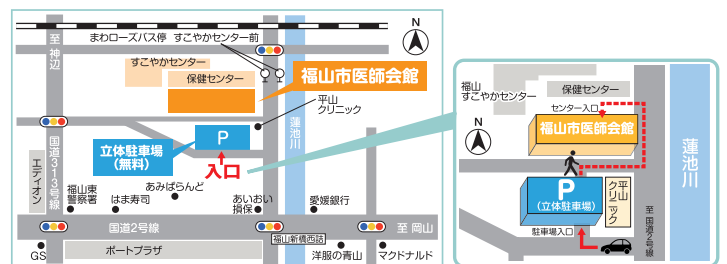 N
至神辺
まわローズバス停 すこやかセンター前
すこやかセンター
保健センター
福山市医師会館
平山
クリニック
蓮池川
P
立体駐車場
(無料)
入口
国道313号線
エディオン
福山東
警察署
はま寿司
あみぱらんど
あいおい
損保
愛媛銀行
国道2号線
至 岡山
福山新橋西詰
GS
ポートプラザ
洋服の青山
マクドナルド
福山
すこやかセンター
保健センター
センター入口
福山市医師会館
N
蓮池川
P
(立体駐車場)
平山
クリニック
駐車場入口
至 国道2号線